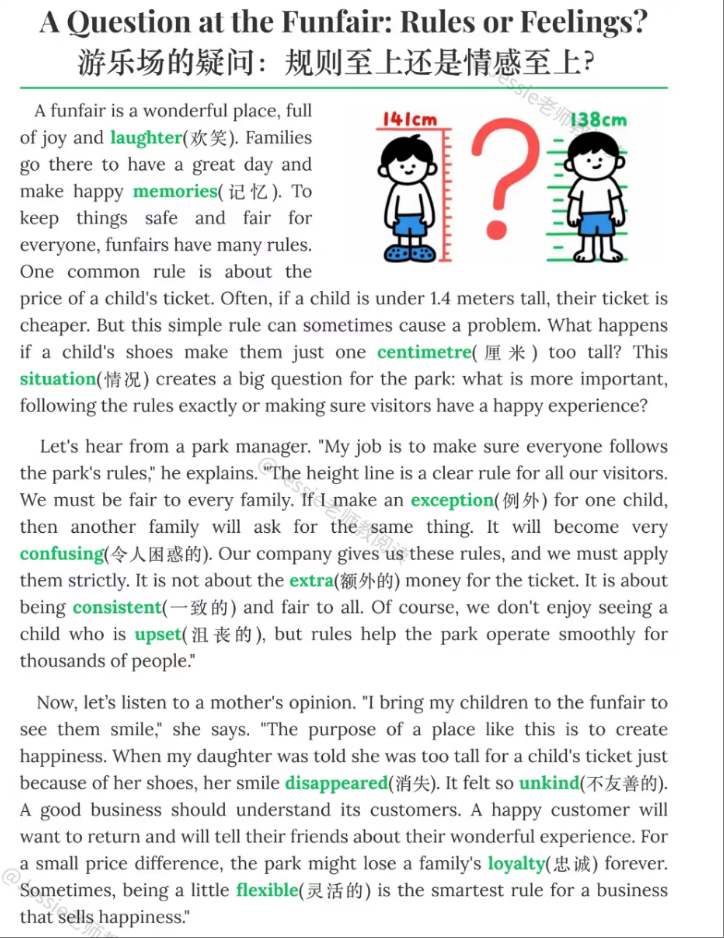 A Question at the Funfair: Rules or Feelings?
游乐场的疑问：规则至上还是情感至上?
A funfair is a wonderful place, full
of joy and laughter(欢笑). Families
go there to have a great day and
make happy memories(记忆). To
keep things safe and fair for
everyone, funfairs have many rules.
One common rule is about the
141cm
138cm
price of a child's ticket. Often, if a child is under 1.4 meters tall, their ticket is
cheaper. But this simple rule can sometimes cause a problem. What happens
if a child's shoes make them just one centimetre(厘米) too tall? This
situation(情况) creates a big question for the park: what is more important,
following the rules exactly or making sure visitors have a happy experience?
Let's hear from a park manager. "My job is to make sure everyone follows
the park's rules," he explains. "The height line is a clear rule for all our visitors.
We must be fair to every family. If I make an exception(例外) for one child,
then another family will ask for the same thing. It will become very
confusing(令人困惑的). Our company gives us these rules, and we must apply
them strictly. It is not about the extra(额外的) money for the ticket. It is about
being consistent(一致的) and fair to all. Of course, we don't enjoy seeing a
child who is upset(沮丧的), but rules help the park operate smoothly for
thousands of people."
Now, let's listen to a mother's opinion. "I bring my children to the funfair to
see them smile," she says. "The purpose of a place like this is to create
happiness. When my daughter was told she was too tall for a child's ticket just
because of her shoes, her smile disappeared(消失). It felt so unkind(不友善的).
A good business should understand its customers. A happy customer will
want to return and will tell their friends about their wonderful experience. For
a small price difference, the park might lose a family's loyalty(忠诚) forever.
Sometimes, being a little flexible(灵活的) is the smartest rule for a business
that sells happiness."
@Jessie老师教阅读